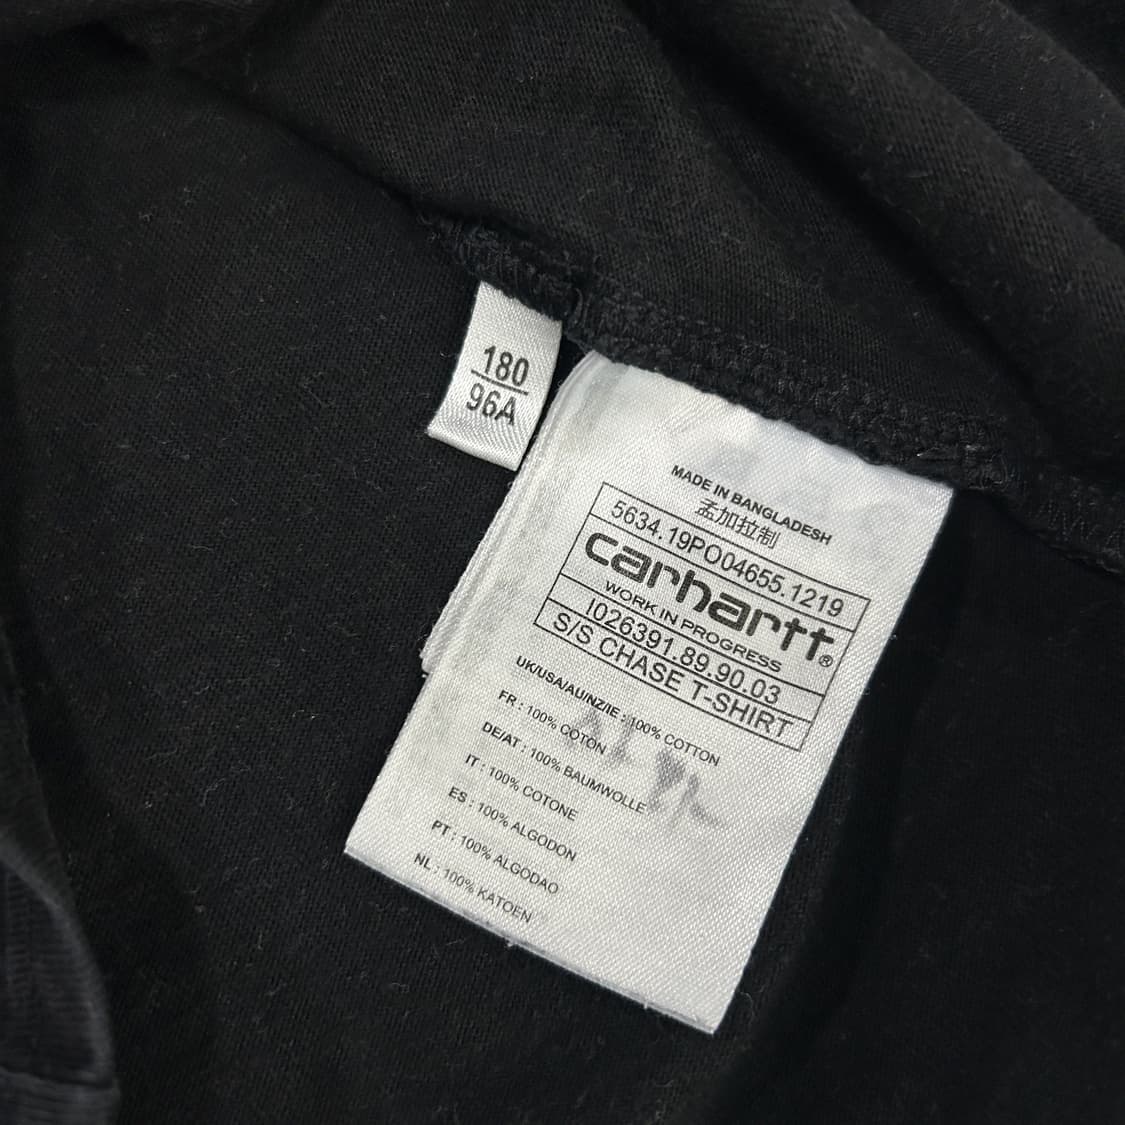 180
96A
MADE IN BANGLADESH
孟加拉制
5634.19PO04655.1219
carhartt®
WORK IN PROGRESS
I026391.89.90.03
S/S CHASE T-SHIRT
UK/USA/AU/NZ/IE : 100% COTTON
FR : 100% COTON
DE/AT : 100% BAUMWOLLE
IT : 100% COTONE
ES : 100% ALGODON
PT : 100% ALGODAO
NL : 100% KATOEN